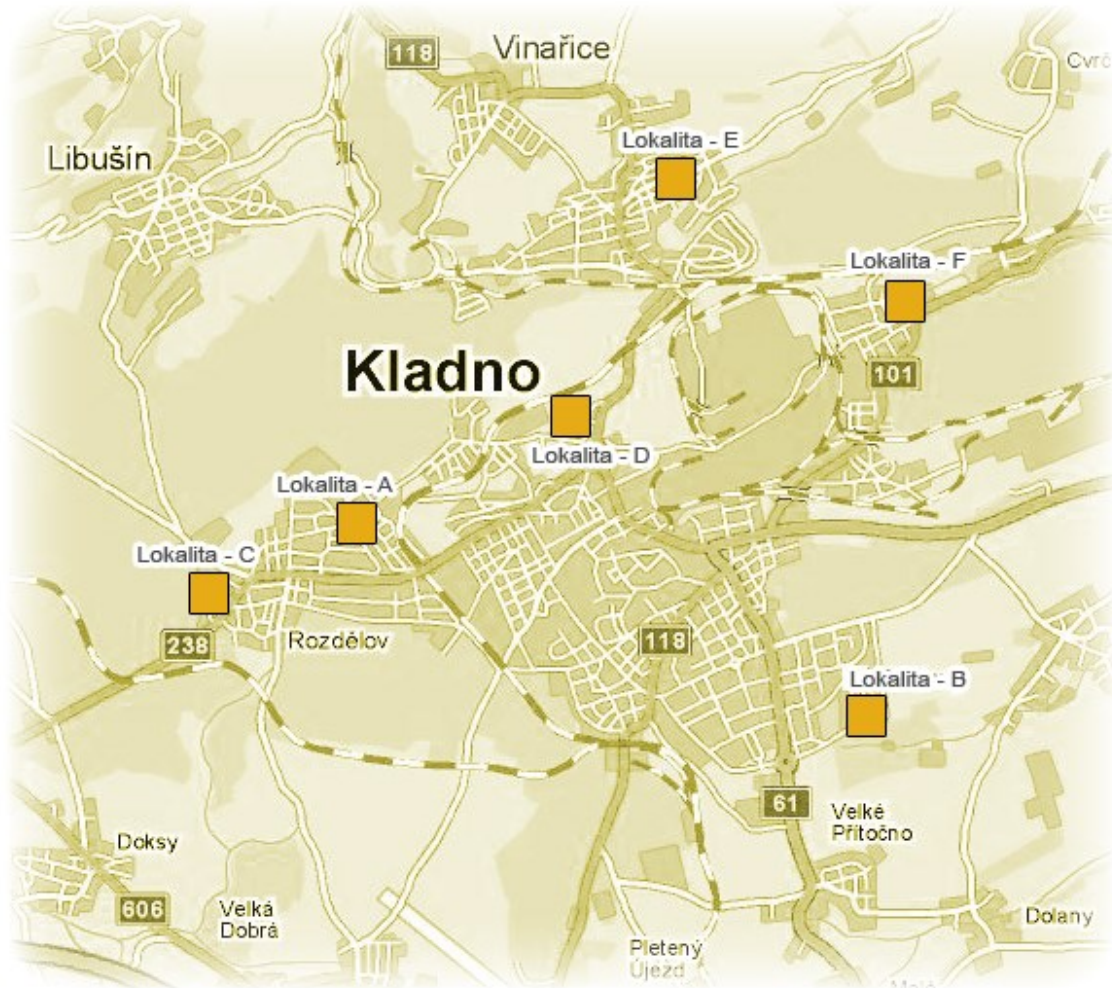 Vinařice
118
Cvrč
Lokalita - E
Libušín
Lokalita - F
Kladno
101
Lokalita - D
Lokalita - A
Lokalita - C
238
Rozdělov
118
Lokalita - B
61
Velké
Přítočno
Doksy
606
Velká
Dobrá
Dolany
Pletený
Újezd